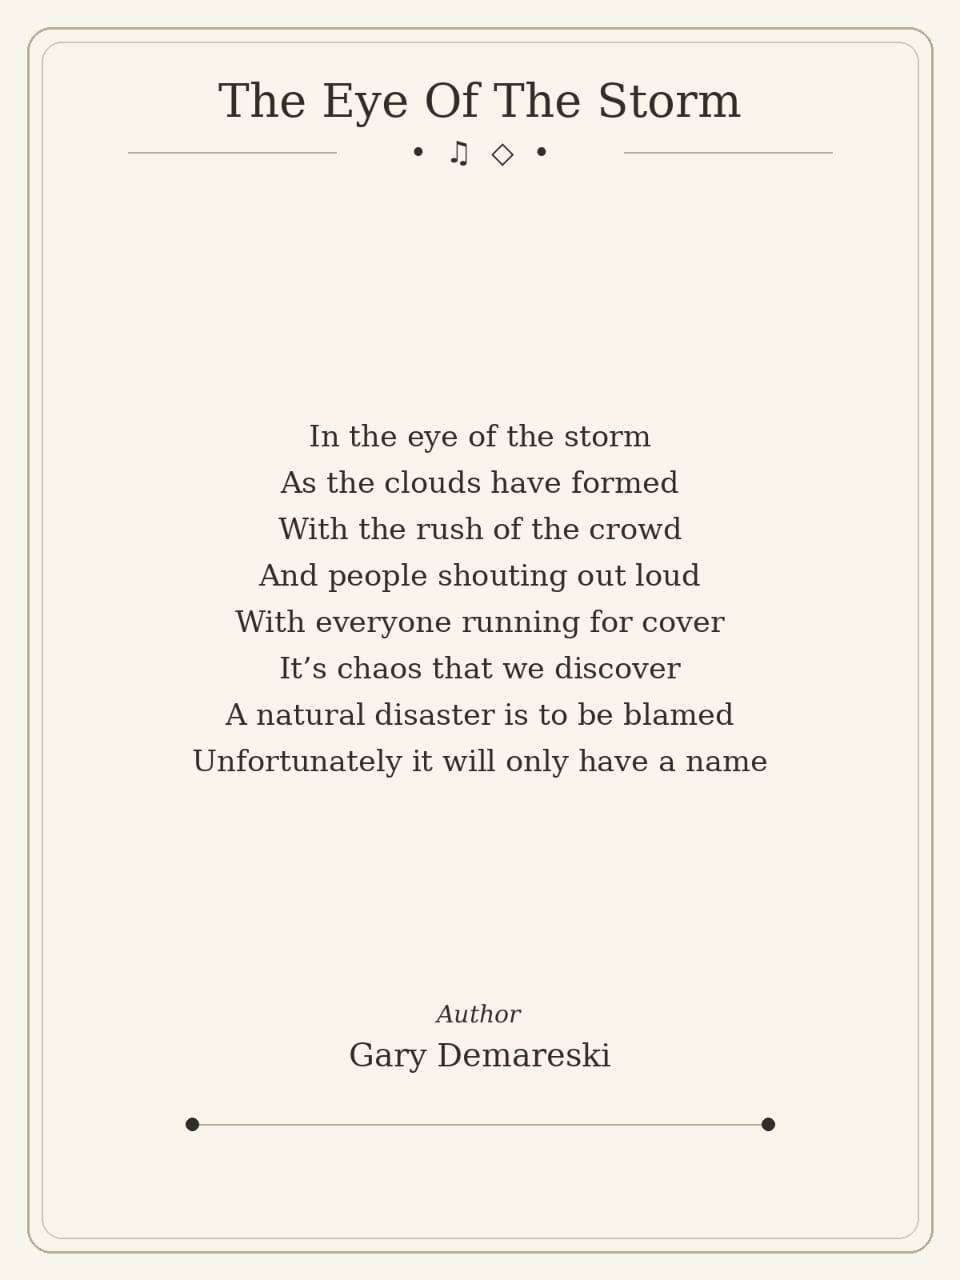 The Eye Of The Storm
• ♫ ◇ •
In the eye of the storm
As the clouds have formed
With the rush of the crowd
And people shouting out loud
With everyone running for cover
It’s chaos that we discover
A natural disaster is to be blamed
Unfortunately it will only have a name
Author
Gary Demareski